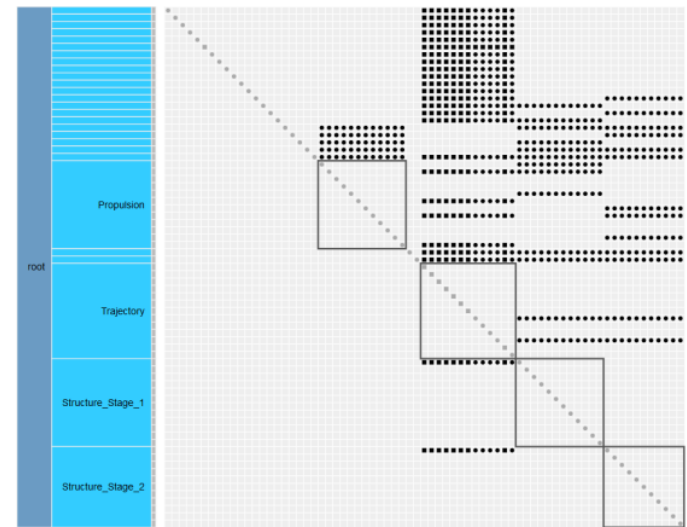 Propulsion
root
Trajectory
Structure_Stage_1
Structure_Stage_2